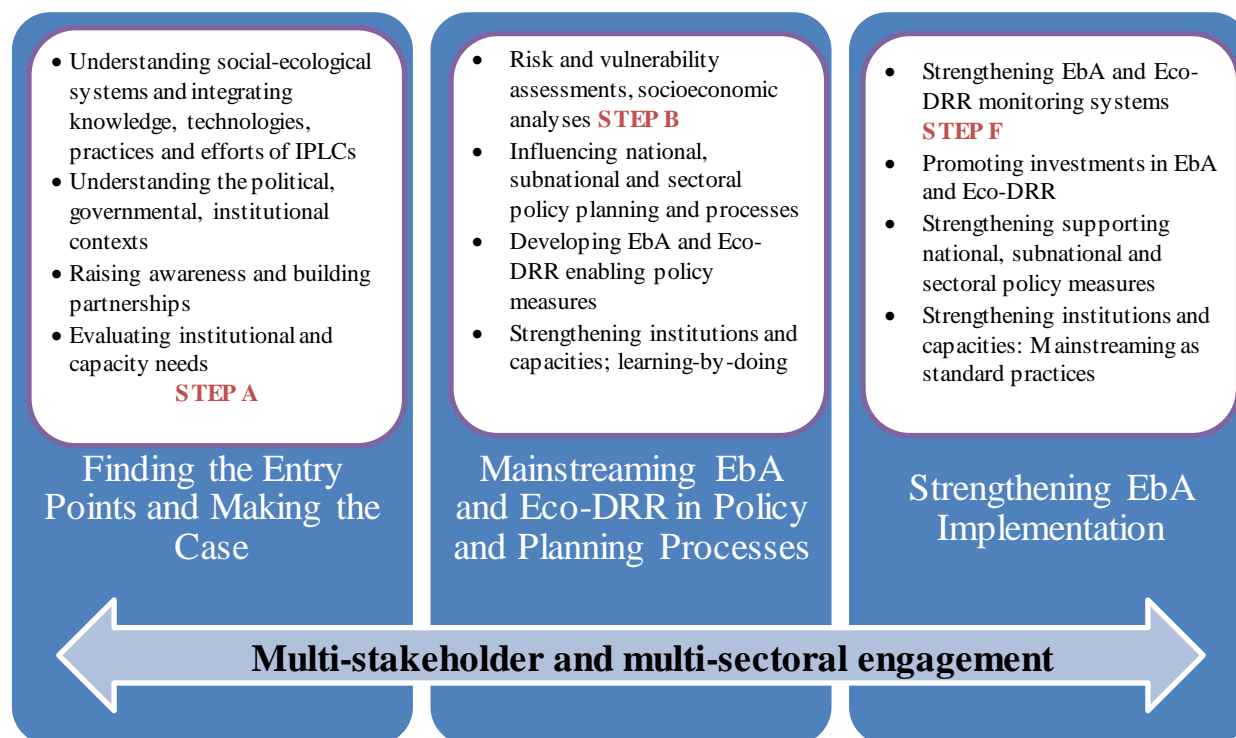 • Understanding social-ecological
systems and integrating
knowledge, technologies,
practices and efforts of IPLCs
• Understanding the political,
governmental, institutional
contexts
• Raising awareness and building
partnerships
• Evaluating institutional and
capacity needs
STEP A
Finding the Entry
Points and Making the
Case
• Risk and vulnerability
assessments, socioeconomic
analyses STEP B
• Influencing national,
subnational and sectoral
policy planning and processes
• Developing EbA and Eco-
DRR enabling policy
measures
• Strengthening institutions and
capacities; learning-by-doing
Mainstreaming EbA
and Eco-DRR in Policy
and Planning Processes
• Strengthening EbA and Eco-
DRR monitoring systems
STEP F
• Promoting investments in EbA
and Eco-DRR
• Strengthening supporting
national, subnational and
sectoral policy measures
• Strengthening institutions and
capacities: Mainstreaming as
standard practices
Strengthening EbA
Implementation
Multi-stakeholder and multi-sectoral engagement